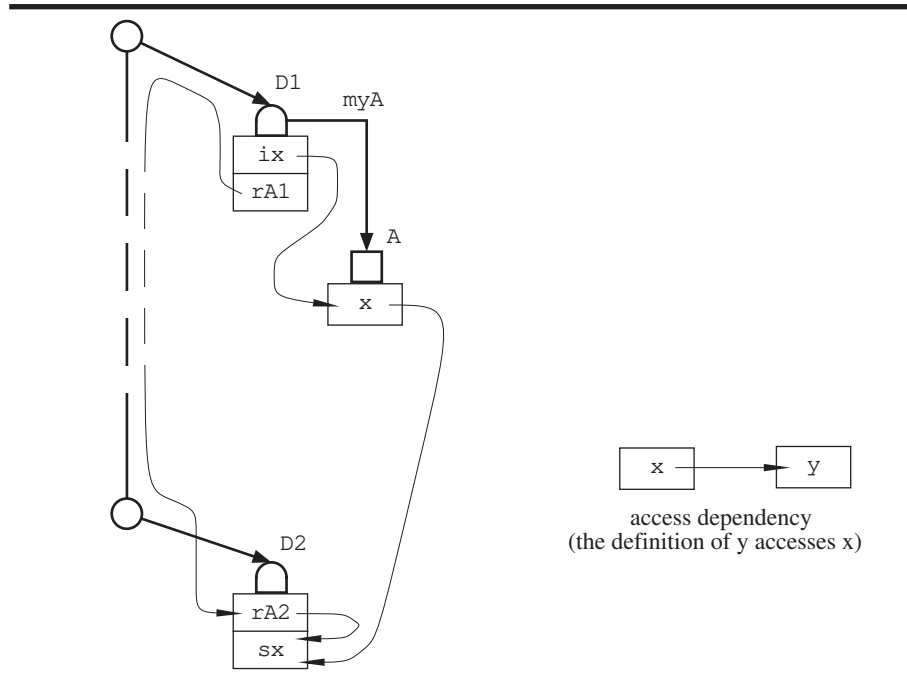 D1
myA
ix
rA1
A
x
x
y
access dependency
(the definition of y accesses x)
D2
rA2
sx